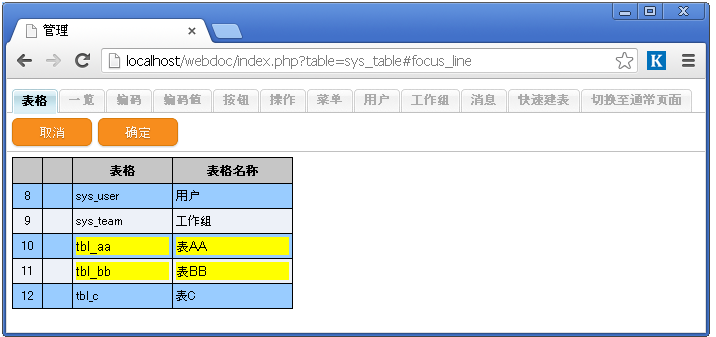 管理
localhost/webdoc/index.php?table=sys_table#focus_line
K
表格 一览 编码 编码值 按钮 操作 菜单 用户 工作组 消息 快速建表 切换至通常页面
取消 确定
表格 表格名称
8 sys_user 用户
9 sys_team 工作组
10 tbl_aa 表AA
11 tbl_bb 表BB
12 tbl_c 表C